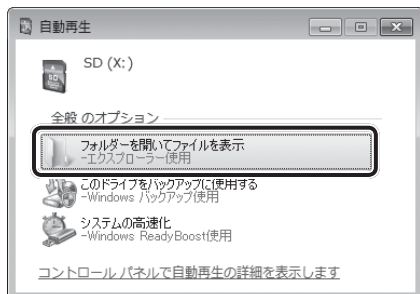 自動再生
SD (X:)
全般 のオプション
フォルダーを開いてファイルを表示
-エクスプローラー使用
このドライブをバックアップに使用する
-Windows バックアップ使用
システムの高速化
-Windows ReadyBoost使用
コントロール パネルで自動再生の詳細を表示します